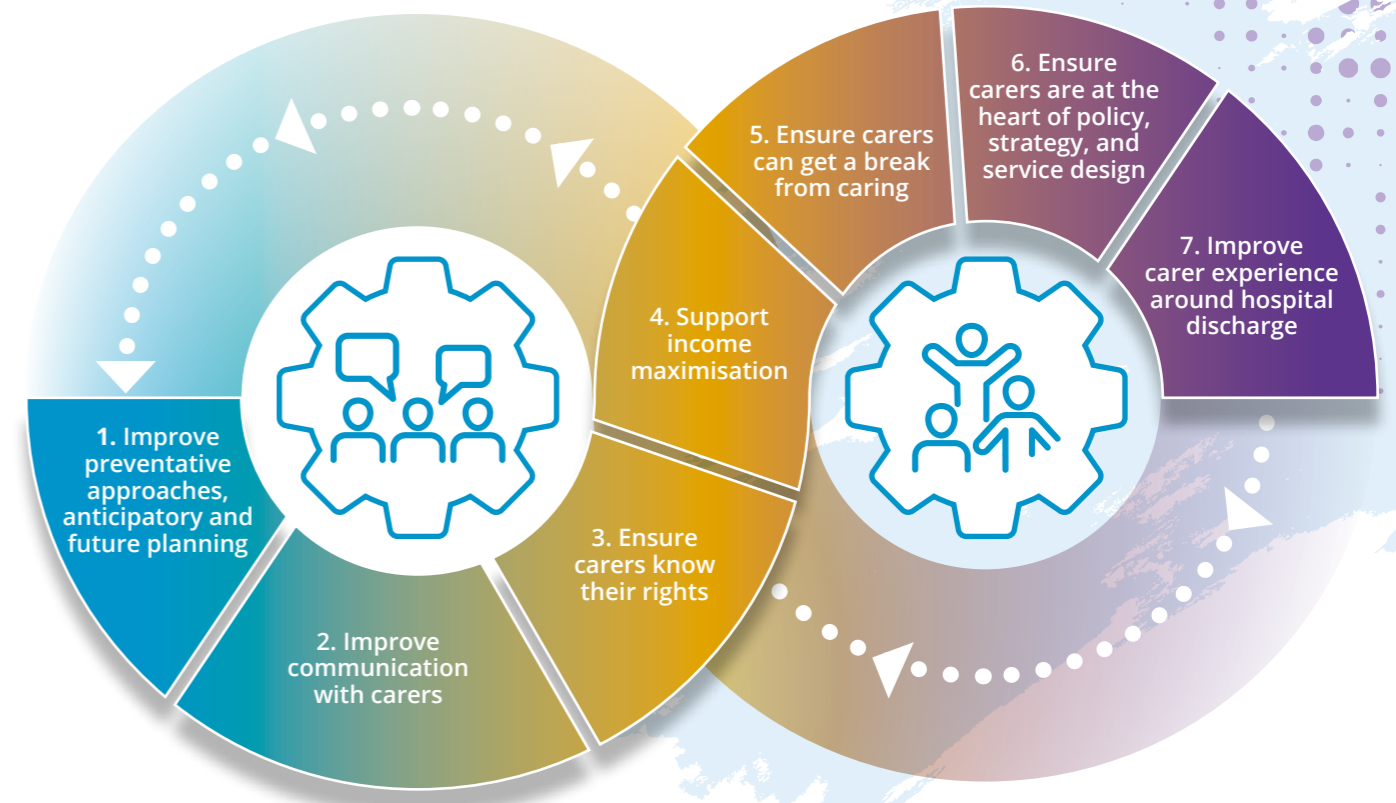 1. Improve
preventative
approaches,
anticipatory and
future planning
2. Improve
communication
with carers
3. Ensure
carers know
their rights
4. Support
income
maximisation
5. Ensure carers
can get a break
from caring
6. Ensure
carers are at the
heart of policy,
strategy, and
service design
7. Improve
carer experience
around hospital
discharge